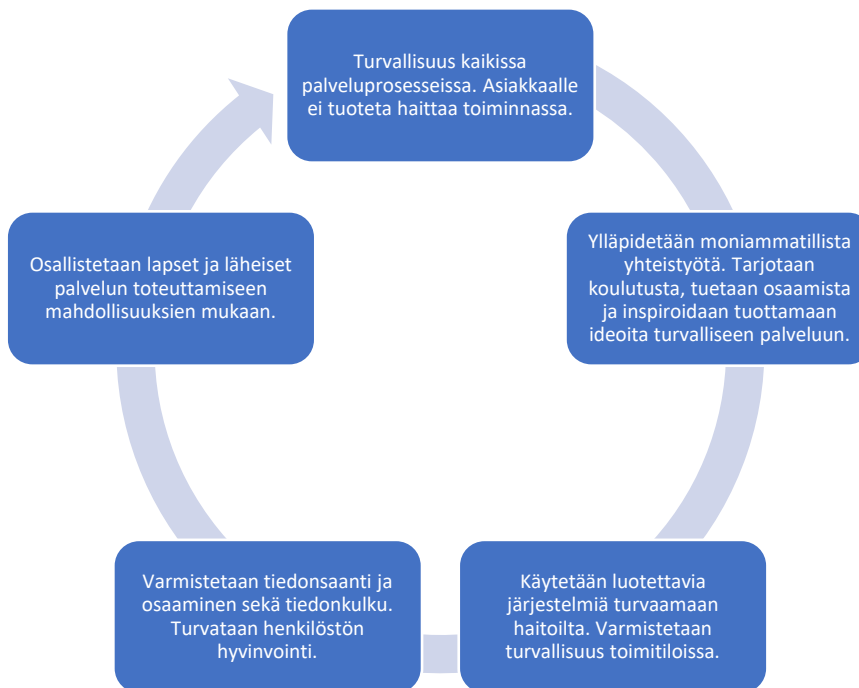 Turvallisuus kaikissa
palveluprosesseissa. Asiakkaalle
ei tuoteta haittaa toiminnassa.
Ylläpidetään moniammatillista
yhteistyötä. Tarjotaan
koulutusta, tuetaan osaamista
ja inspiroidaan tuottamaan
ideoita turvalliseen palveluun.
Käytetään luotettavia
järjestelmiä turvaamaan
haitoilta. Varmistetaan
turvallisuus toimitiloissa.
Varmistetaan tiedonsaanti ja
osaaminen sekä tiedonkulku.
Turvataan henkilöstön
hyvinvointi.
Osallistetaan lapset ja läheiset
palvelun toteuttamiseen
mahdollisuuksien mukaan.